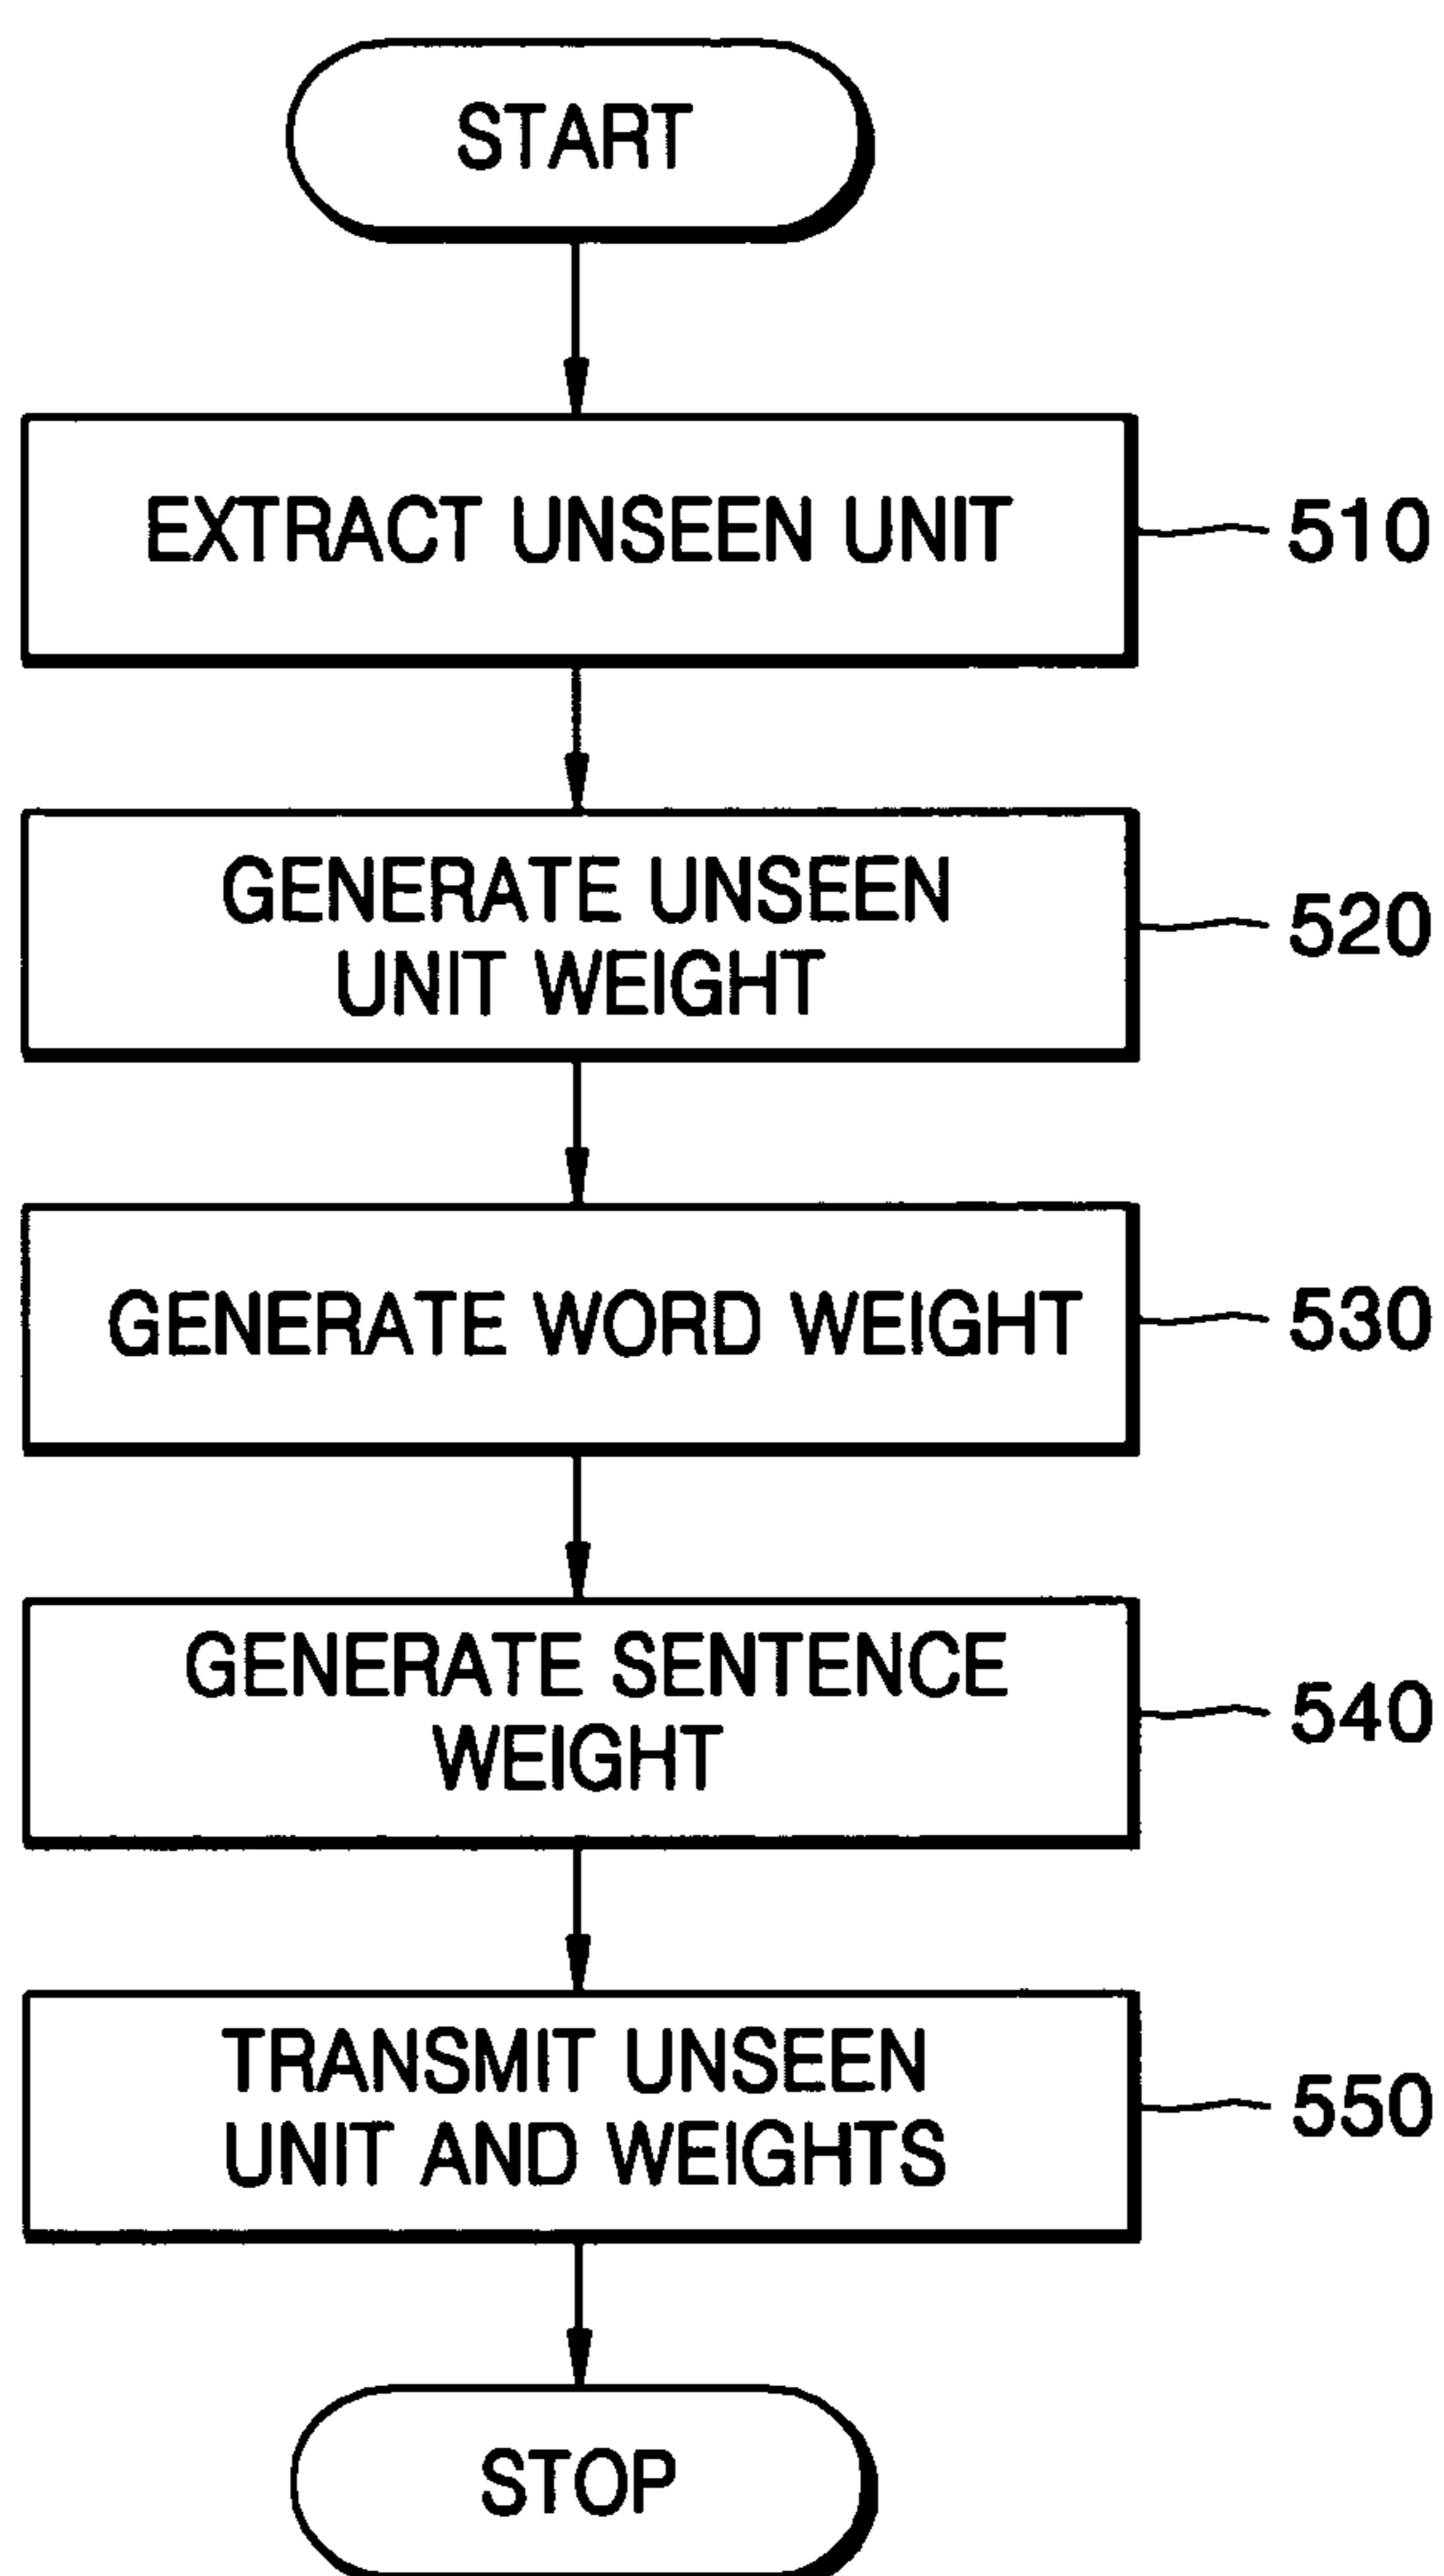 START
EXTRACT UNSEEN UNIT
510
GENERATE UNSEEN
UNIT WEIGHT
520
GENERATE WORD WEIGHT
530
GENERATE SENTENCE
WEIGHT
540
TRANSMIT UNSEEN
UNIT AND WEIGHTS
550
STOP